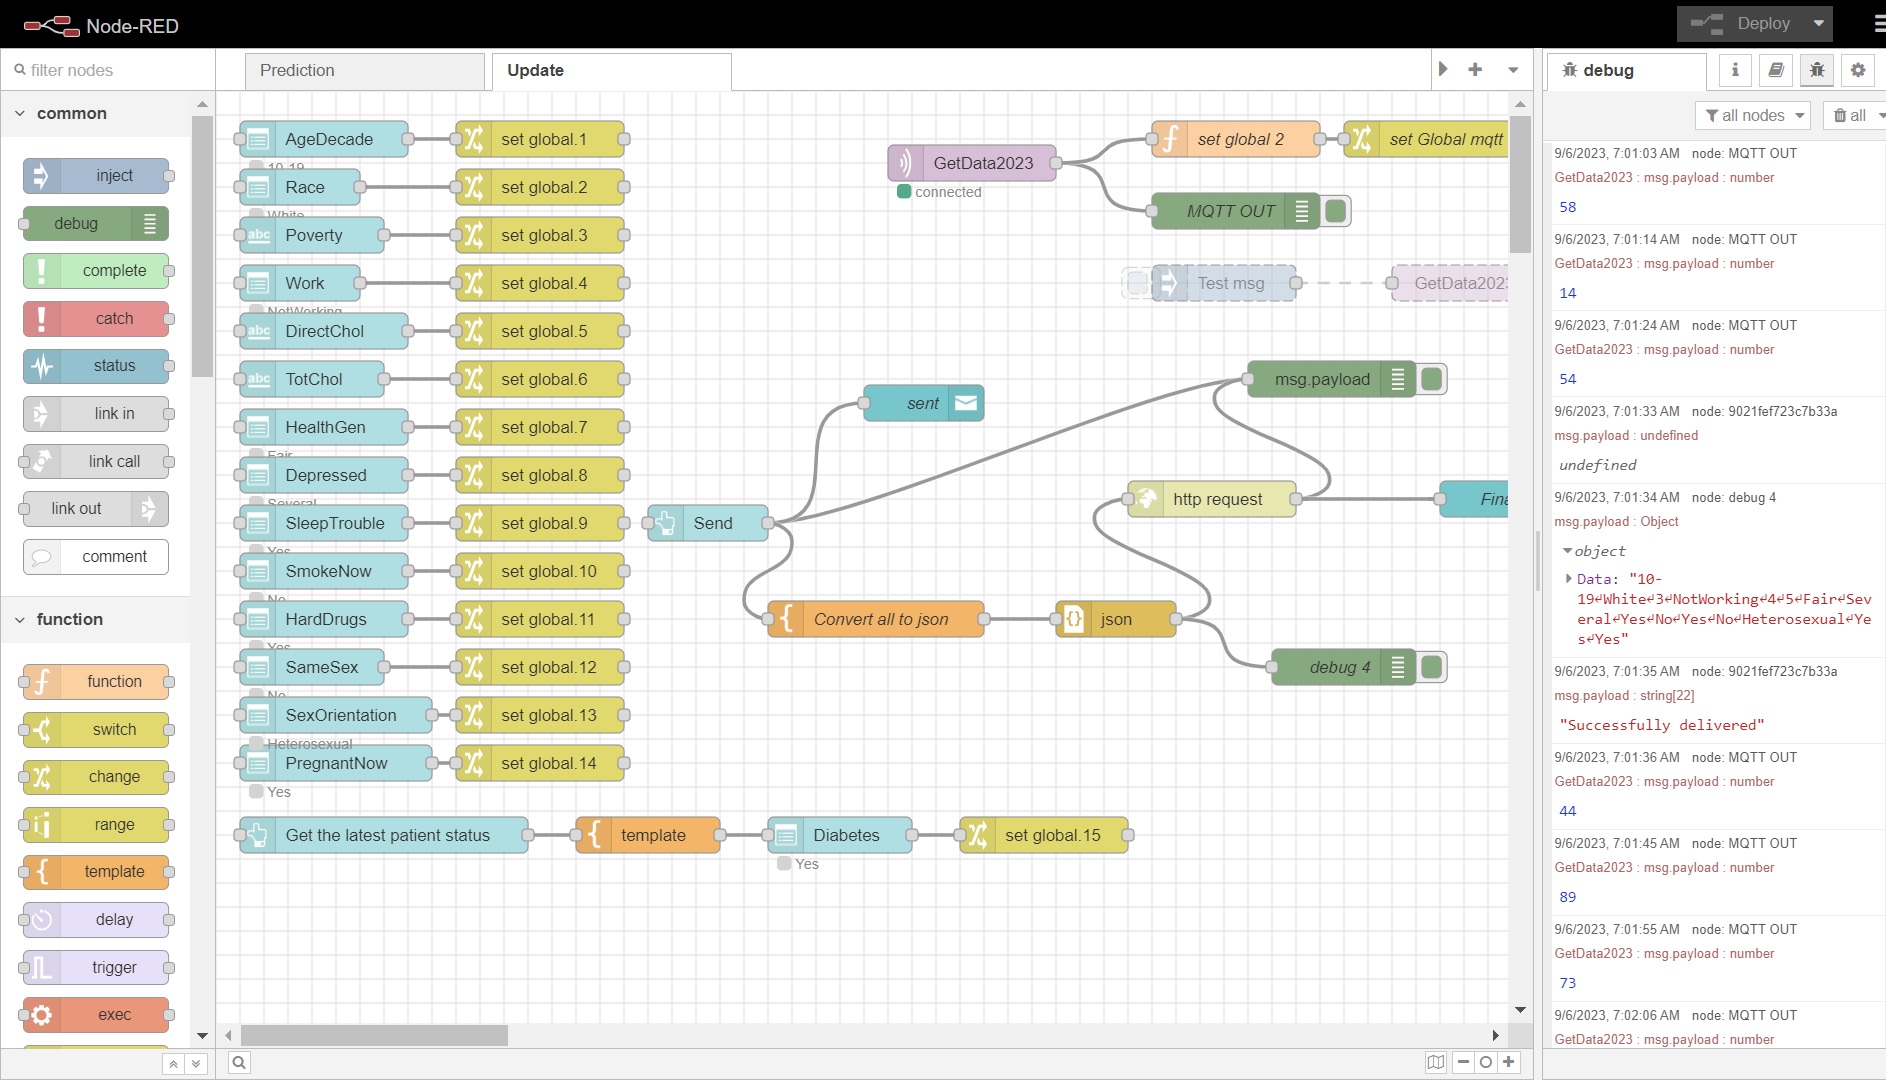 Node-RED
Deploy
filter nodes
Prediction
Update
debug
all nodes
all
common
inject
debug
complete
catch
status
link in
link call
link out
comment
function
function
switch
change
range
template
delay
trigger
exec
AgeDecade
set global.1
10-19
Race
set global.2
White
Poverty
set global.3
Work
set global.4
NotWorking
DirectChol
set global.5
TotChol
set global.6
HealthGen
set global.7
Fair
Depressed
set global.8
Several
SleepTrouble
set global.9
Yes
SmokeNow
set global.10
No
HardDrugs
set global.11
Yes
SameSex
set global.12
No
SexOrientation
set global.13
Heterosexual
PregnantNow
set global.14
Yes
abc
abc
abc
Get the latest patient status
template
Diabetes
Yes
set global.15
GetData2023
connected
set global 2
set Global mqtt
MQTT OUT
Test msg
GetData2023
msg.payload
sent
Send
http request
Fina
Convert all to json
json
debug 4
9/6/2023, 7:01:03 AM node: MQTT OUT
GetData2023 : msg.payload : number
58
9/6/2023, 7:01:14 AM node: MQTT OUT
GetData2023 : msg.payload : number
14
9/6/2023, 7:01:24 AM node: MQTT OUT
GetData2023 : msg.payload : number
54
9/6/2023, 7:01:33 AM node: 9021fef723c7b33a
msg.payload : undefined
undefined
9/6/2023, 7:01:34 AM node: debug 4
msg.payload : Object
object
Data: "10-
19↵White↵3↵NotWorking↵4↵5↵Fair↵Sev
eral↵Yes↵No↵Yes↵No↵Heterosexual↵Ye
s↵Yes"
9/6/2023, 7:01:35 AM node: 9021fef723c7b33a
msg.payload : string[22]
"Successfully delivered"
9/6/2023, 7:01:36 AM node: MQTT OUT
GetData2023 : msg.payload : number
44
9/6/2023, 7:01:45 AM node: MQTT OUT
GetData2023 : msg.payload : number
89
9/6/2023, 7:01:55 AM node: MQTT OUT
GetData2023 : msg.payload : number
73
9/6/2023, 7:02:06 AM node: MQTT OUT
GetData2023 : msg.payload : number